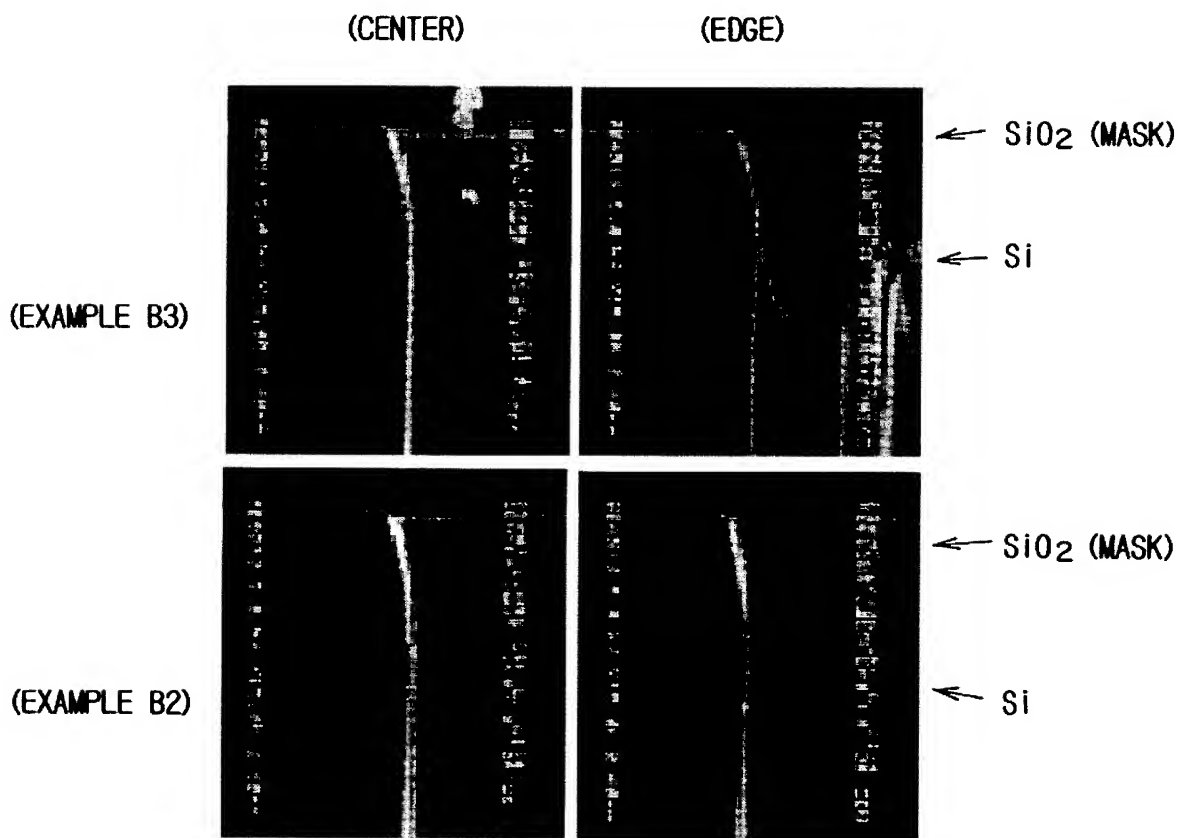 (CENTER)
(EDGE)
SiO2 (MASK)
Si
(EXAMPLE B3)
SiO2 (MASK)
Si
(EXAMPLE B2)